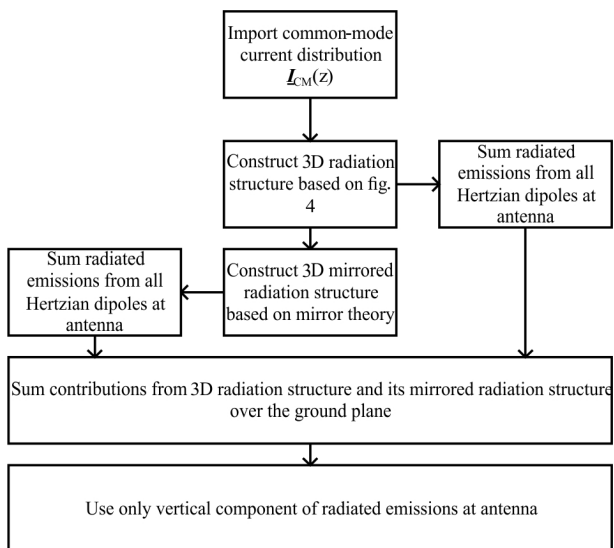 Import common-mode
current distribution
I_CM(z)
Construct 3D radiation
structure based on fig.
4
Sum radiated
emissions from all
Hertzian dipoles at
antenna
Sum radiated
emissions from all
Hertzian dipoles at
antenna
Construct 3D mirrored
radiation structure
based on mirror theory
Sum contributions from 3D radiation structure and its mirrored radiation structure
over the ground plane
Use only vertical component of radiated emissions at antenna